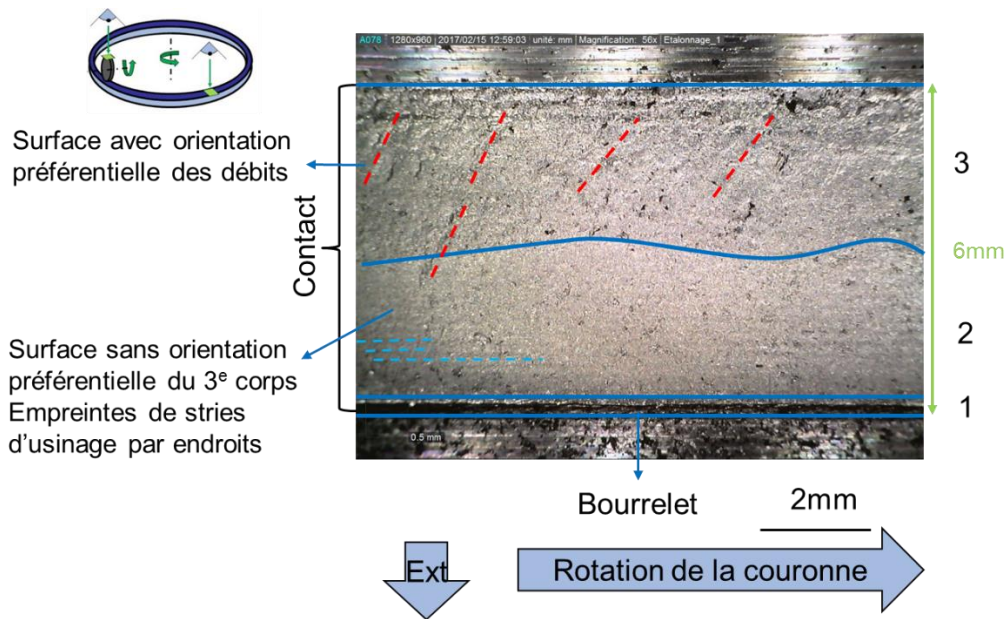 A078 1280x960 | 2017/02/15 12:59:03 unité: mm | Magnification: 56x | Etalonnage_1
Surface avec orientation
préférentielle des débits
Contact
3
6mm
2
Surface sans orientation
préférentielle du 3e corps
Empreintes de stries
d'usinage par endroits
1
0.5 mm
Bourrelet
2mm
Ext
Rotation de la couronne